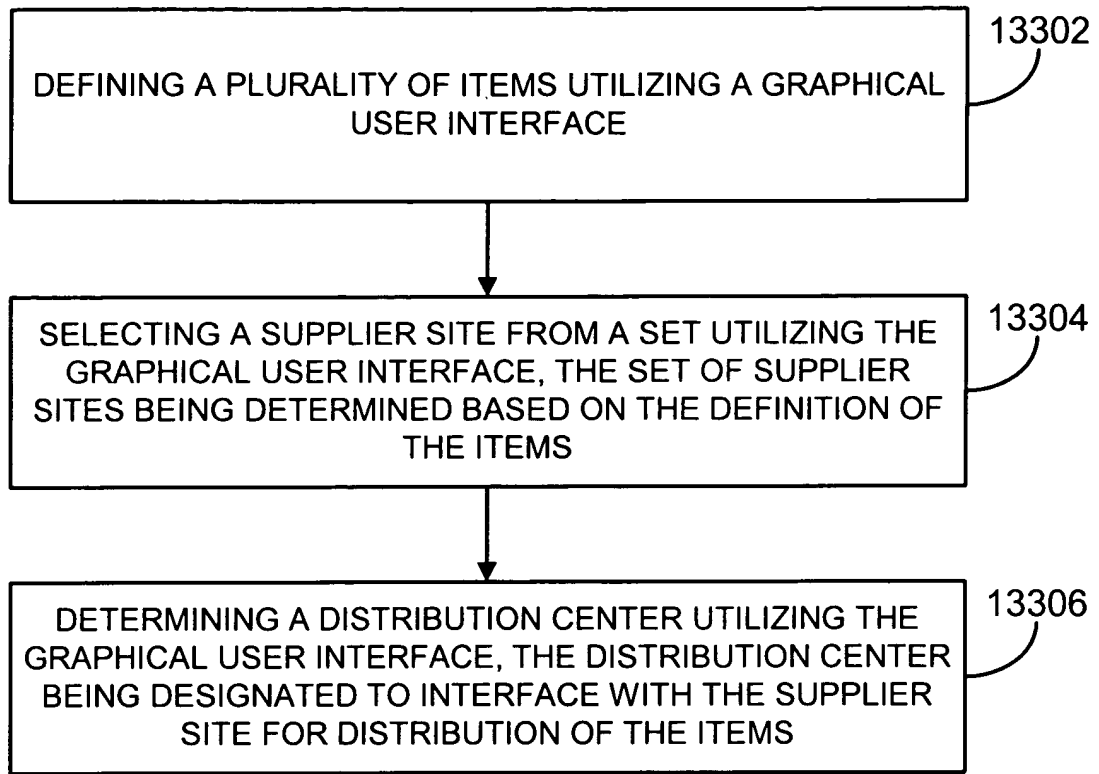 13302
DEFINING A PLURALITY OF ITEMS UTILIZING A GRAPHICAL
USER INTERFACE
13304
SELECTING A SUPPLIER SITE FROM A SET UTILIZING THE
GRAPHICAL USER INTERFACE, THE SET OF SUPPLIER
SITES BEING DETERMINED BASED ON THE DEFINITION OF
THE ITEMS
13306
DETERMINING A DISTRIBUTION CENTER UTILIZING THE
GRAPHICAL USER INTERFACE, THE DISTRIBUTION CENTER
BEING DESIGNATED TO INTERFACE WITH THE SUPPLIER
SITE FOR DISTRIBUTION OF THE ITEMS